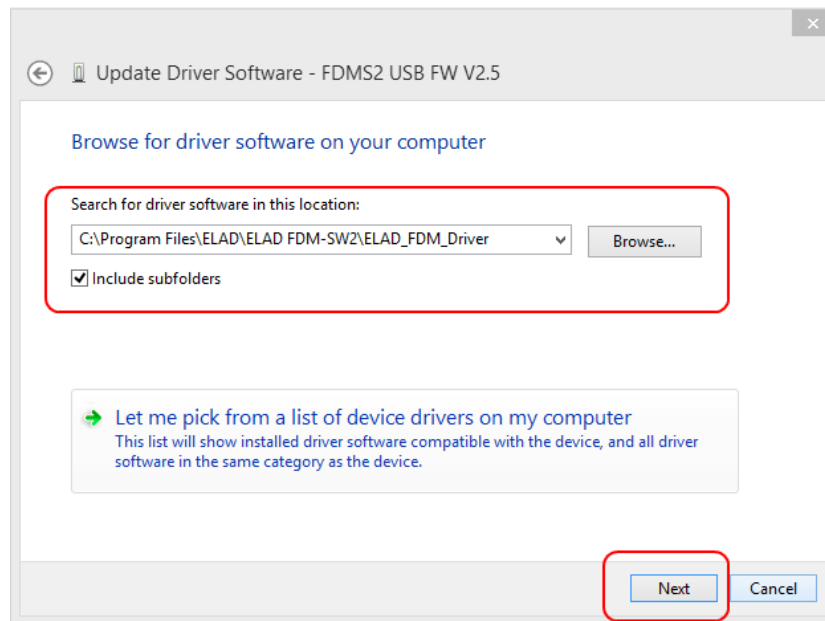 Update Driver Software - FDMS2 USB FW V2.5
Browse for driver software on your computer
Search for driver software in this location:
C:\Program Files\ELAD\ELAD FDM-SW2\ELAD_FDM_Driver
Browse...
Include subfolders
Let me pick from a list of device drivers on my computer
This list will show installed driver software compatible with the device, and all driver
software in the same category as the device.
Next
Cancel